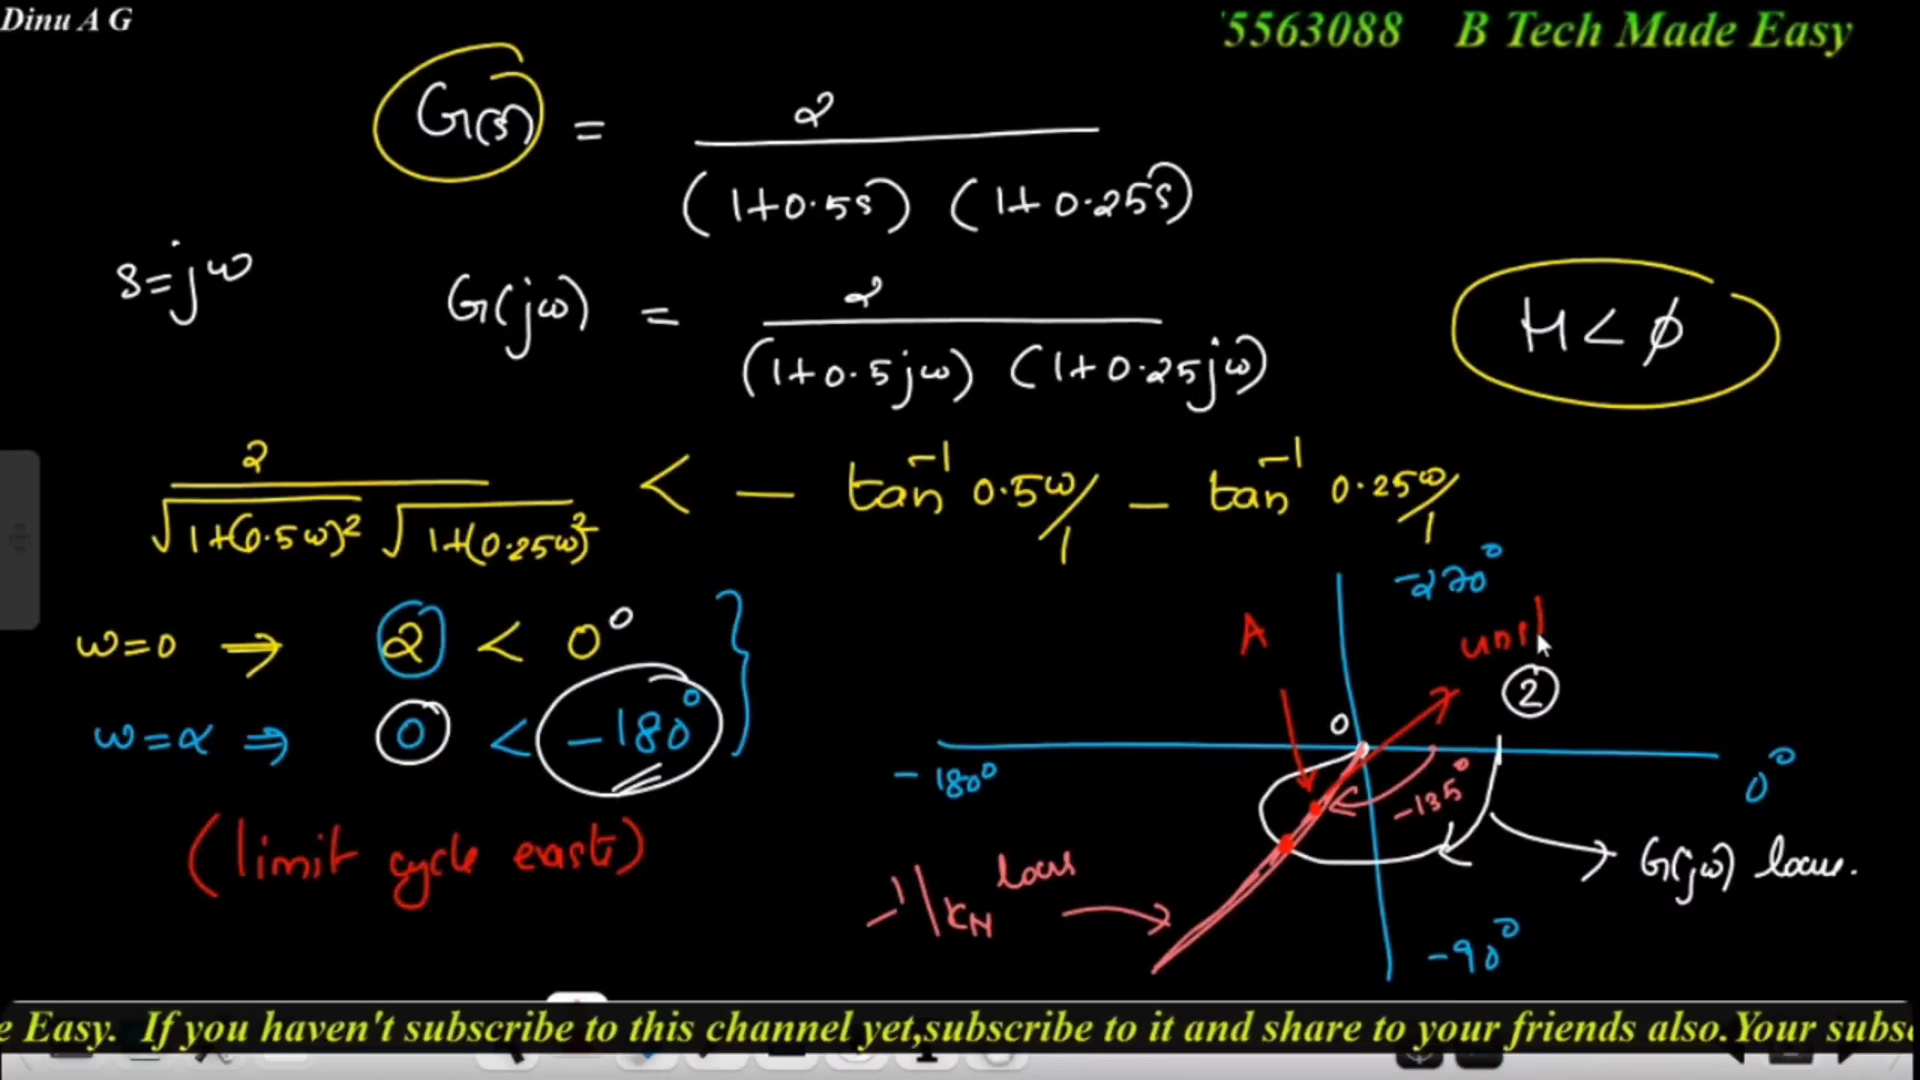 Dinu A G
5563088 B Tech Made Easy
G(s) = 2 / (1+0.5s) (1+0.25s)
s=jω
G(jω) = 2 / (1+0.5jω) (1+0.25jω)
M < ϕ
2 / √1+(0.5ω)² √1+(0.25ω)² < - tan⁻¹ 0.5ω/1 - tan⁻¹ 0.25ω/1
ω=0 ⇒ 2 < 0°
ω=α ⇒ 0 < -180°
(limit cycle exist)
-270°
A
unsl
2
0
-180°
0°
-135°
G(jω) locus.
-1/KN locus
-90°
e Easy. If you haven't subscribe to this channel yet,subscribe to it and share to your friends also.Your subs